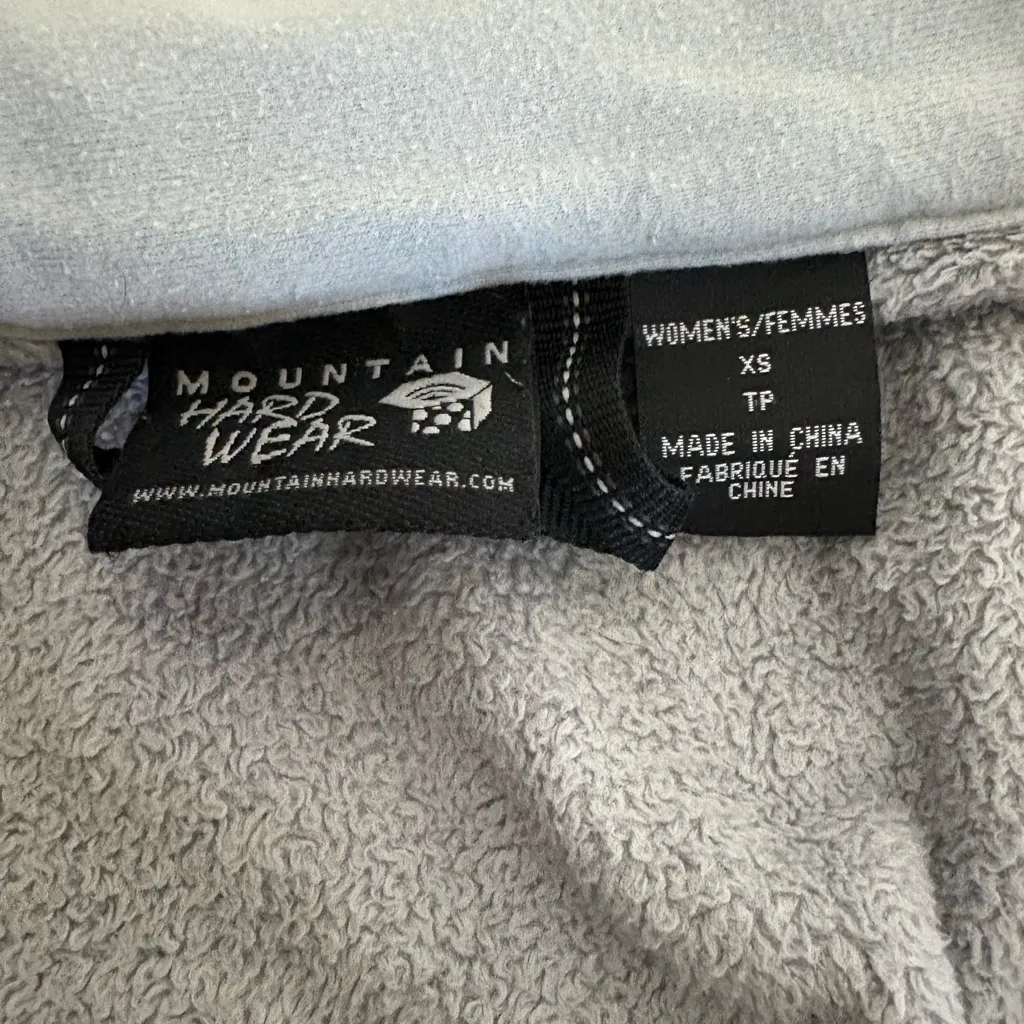 MOUNTAIN
HARD
WEAR
WWW.MOUNTAINHARDWEAR.COM
WOMEN'S/FEMMES
XS
TP
MADE IN CHINA
FABRIQUÉ EN
CHINE